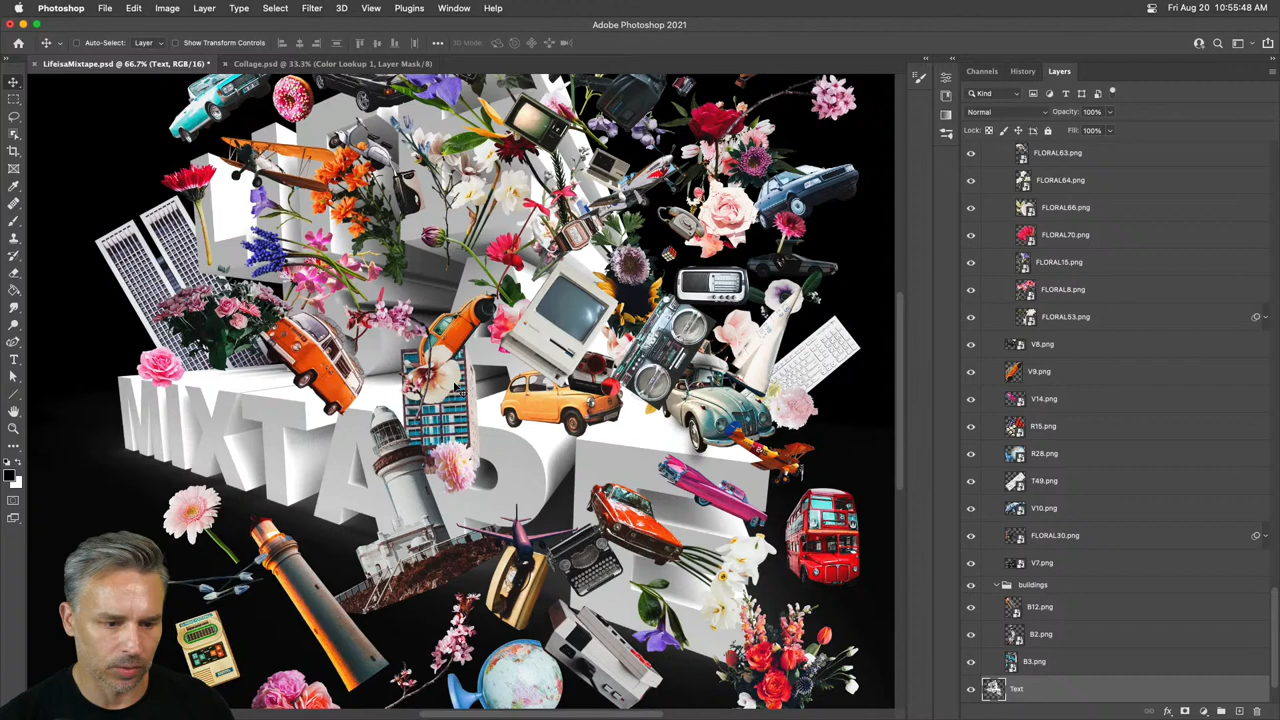 Photoshop File Edit Image Layer Type Select Filter 3D View Plugins Window Help
Fri Aug 20 10:55:48 AM
Adobe Photoshop 2021
Auto-Select: Layer Show Transform Controls
3D Mode:
LifeisaMixtape.psd @ 66.7% (Text, RGB/16) *
Collage.psd @ 33.3% (Color Lookup 1, Layer Mask/8)
Channels History Layers
Kind
Normal Opacity: 100%
Lock: Fill: 100%
FLORAL63.png
FLORAL64.png
FLORAL66.png
FLORAL70.png
FLORAL15.png
FLORAL8.png
FLORAL53.png
V8.png
V9.png
V14.png
R15.png
R28.png
T49.png
V10.png
FLORAL30.png
V7.png
buildings
B12.png
B2.png
B3.png
Text
MIXTAPE